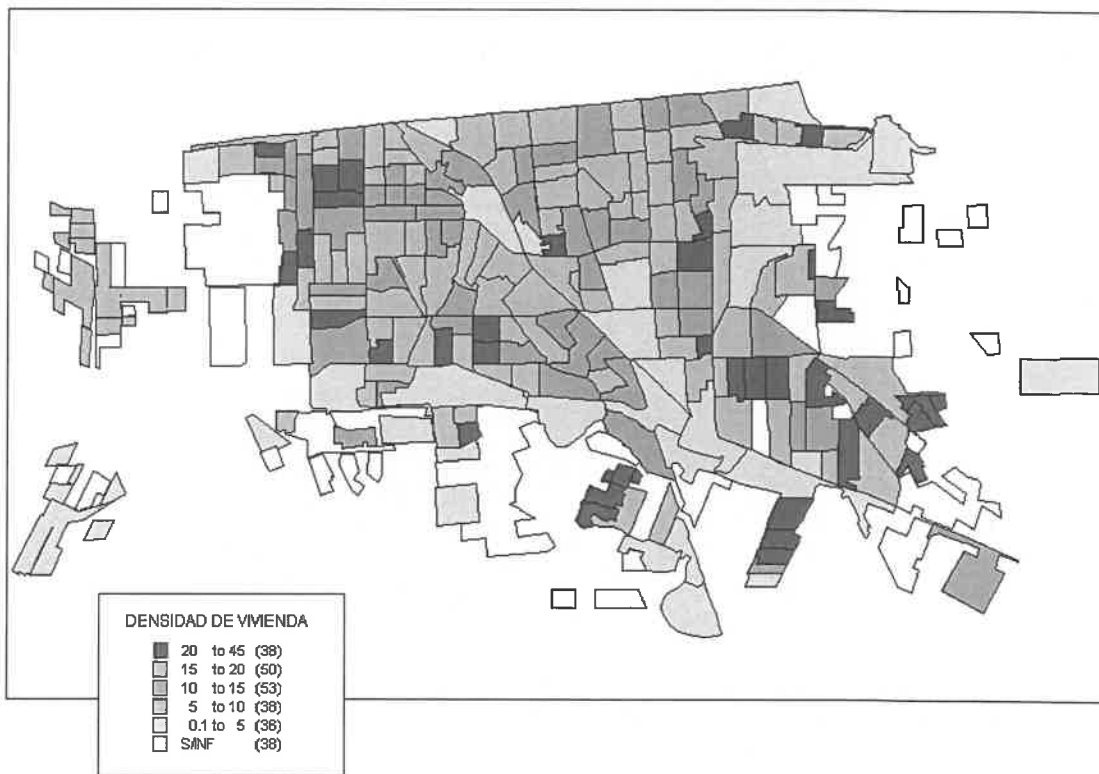 DENSIDAD DE VIVIENDA
20 to 45 (38)
15 to 20 (50)
10 to 15 (53)
5 to 10 (38)
0.1 to 5 (36)
S/INF (38)